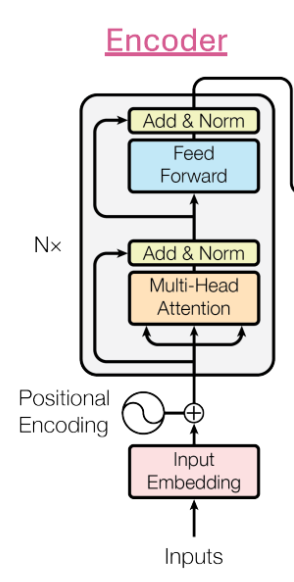 Encoder
Add & Norm
Feed
Forward
N×
Add & Norm
Multi-Head
Attention
Positional
Encoding
Input
Embedding
Inputs